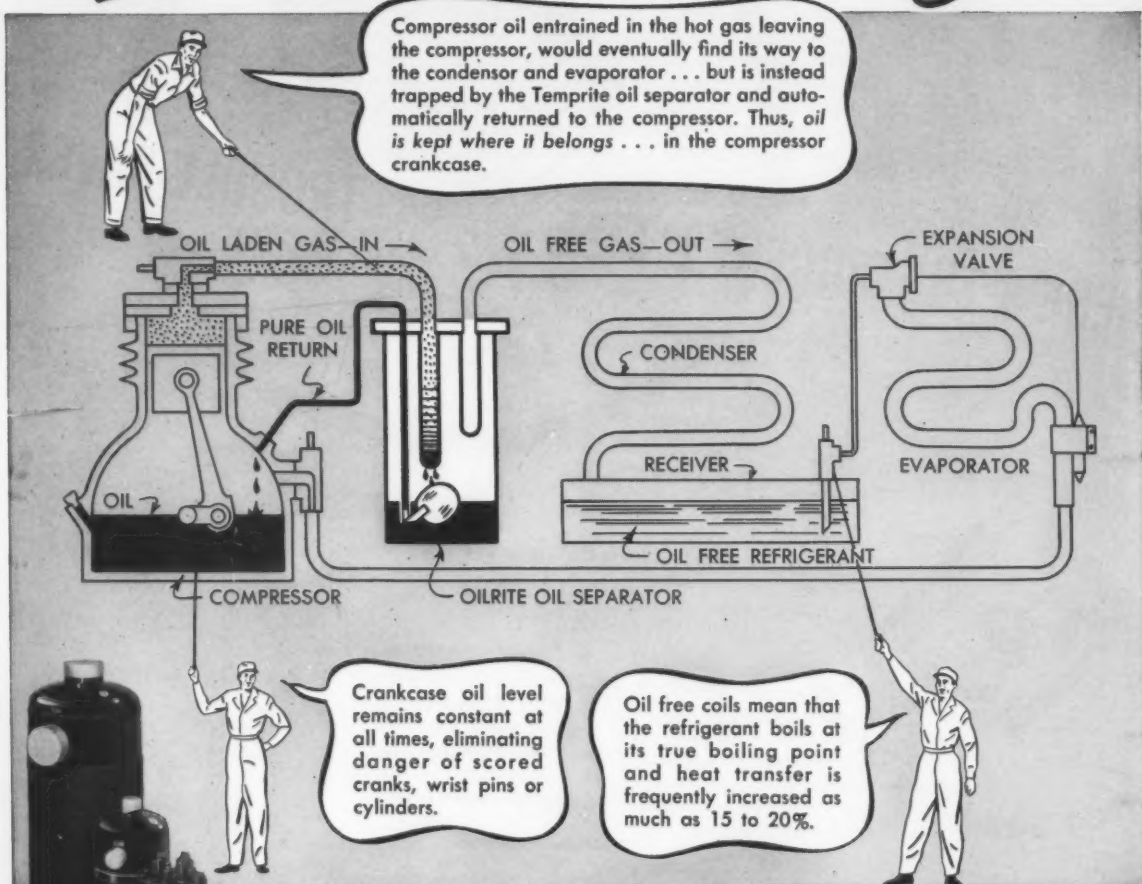 Compressor oil entrained in the hot gas leaving
the compressor, would eventually find its way to
the condensor and evaporator . . . but is instead
trapped by the Temprite oil separator and auto-
matically returned to the compressor. Thus, oil
is kept where it belongs . . . in the compressor
crankcase.
OIL LADEN GAS—IN
OIL FREE GAS—OUT
EXPANSION
VALVE
PURE OIL
RETURN
CONDENSER
RECEIVER
EVAPORATOR
OIL
OIL FREE REFRIGERANT
COMPRESSOR
OILRITE OIL SEPARATOR
Crankcase oil level
remains constant at
all times, eliminating
danger of scored
cranks, wrist pins or
cylinders.
Oil free coils mean that
the refrigerant boils at
its true boiling point
and heat transfer is
frequently increased as
much as 15 to 20%.